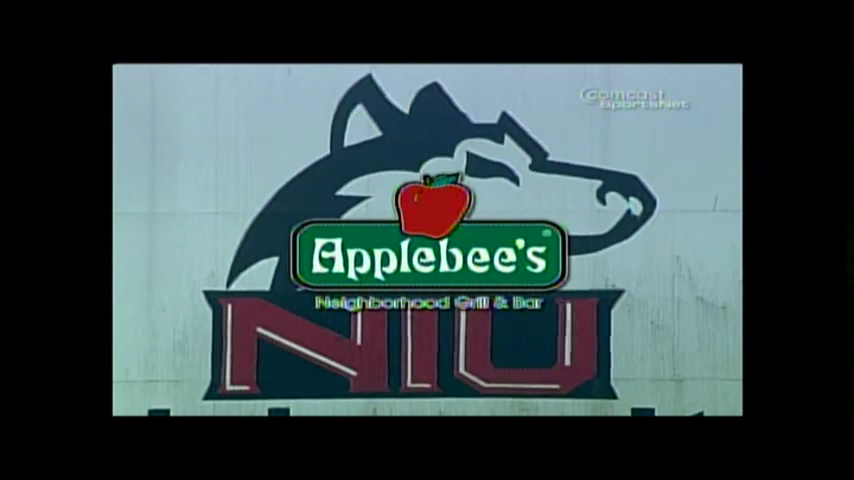 Comcast
SportsNet
Applebee's®
Neighborhood Grill & Bar
NIU